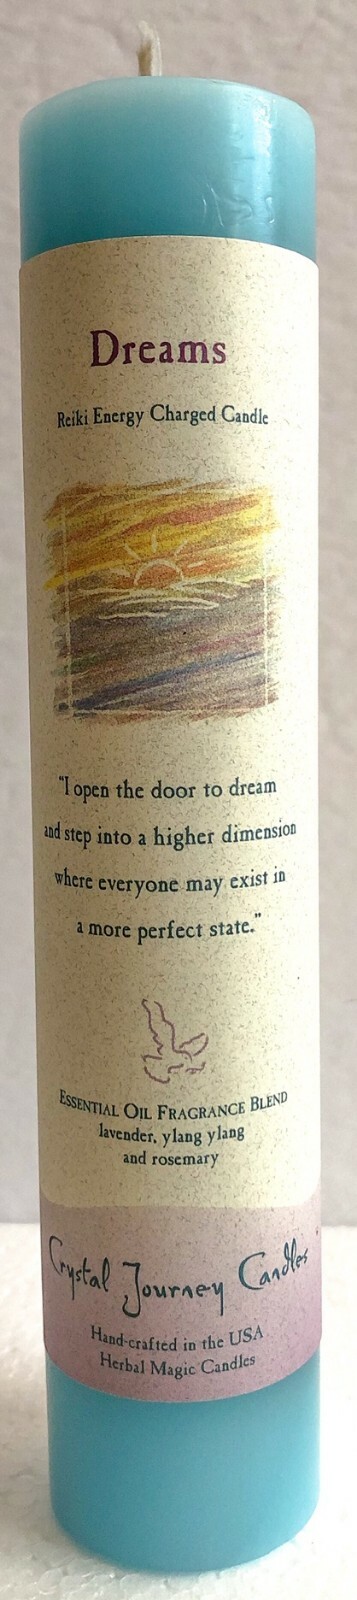 Dreams
Reiki Energy Charged Candle
"I open the door to dream
and step into a higher dimension
where everyone may exist in
a more perfect state."
ESSENTIAL OIL FRAGRANCE BLEND
lavender, ylang ylang
and rosemary
Crystal Journey Candles
Hand-crafted in the USA
Herbal Magic Candles